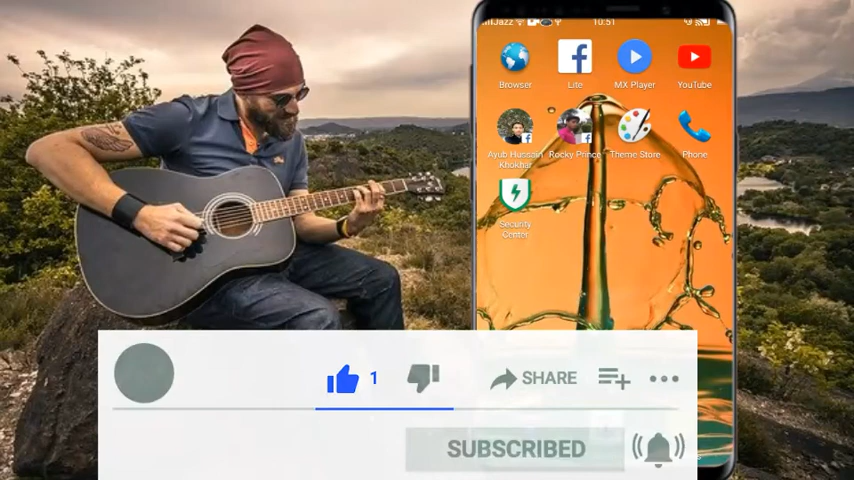 Jazz
10:51
Browser
Lite
MX Player
YouTube
Ayub Hussain Khokhar
Rocky Prince
Theme Store
Phone
Security Center
1
SHARE
SUBSCRIBED